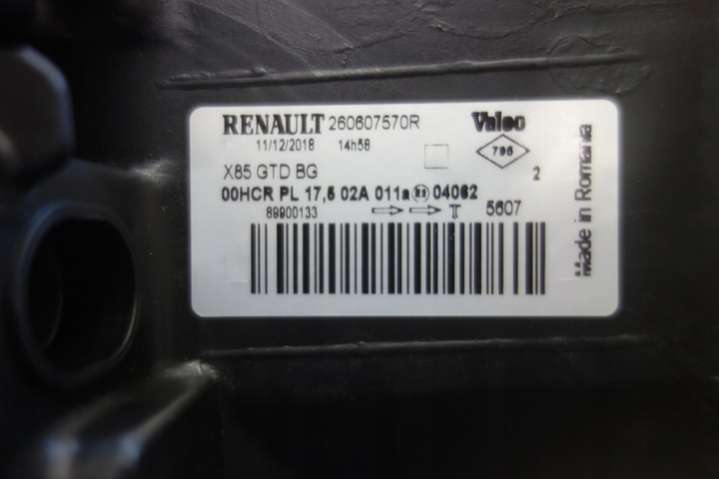 RENAULT 260607570R Valeo
11/12/2018 14h58
796
X85 GTD BG 2
00HCR PL 17,5 02A 011a 04062
89900133 T 5607
Made in Romania